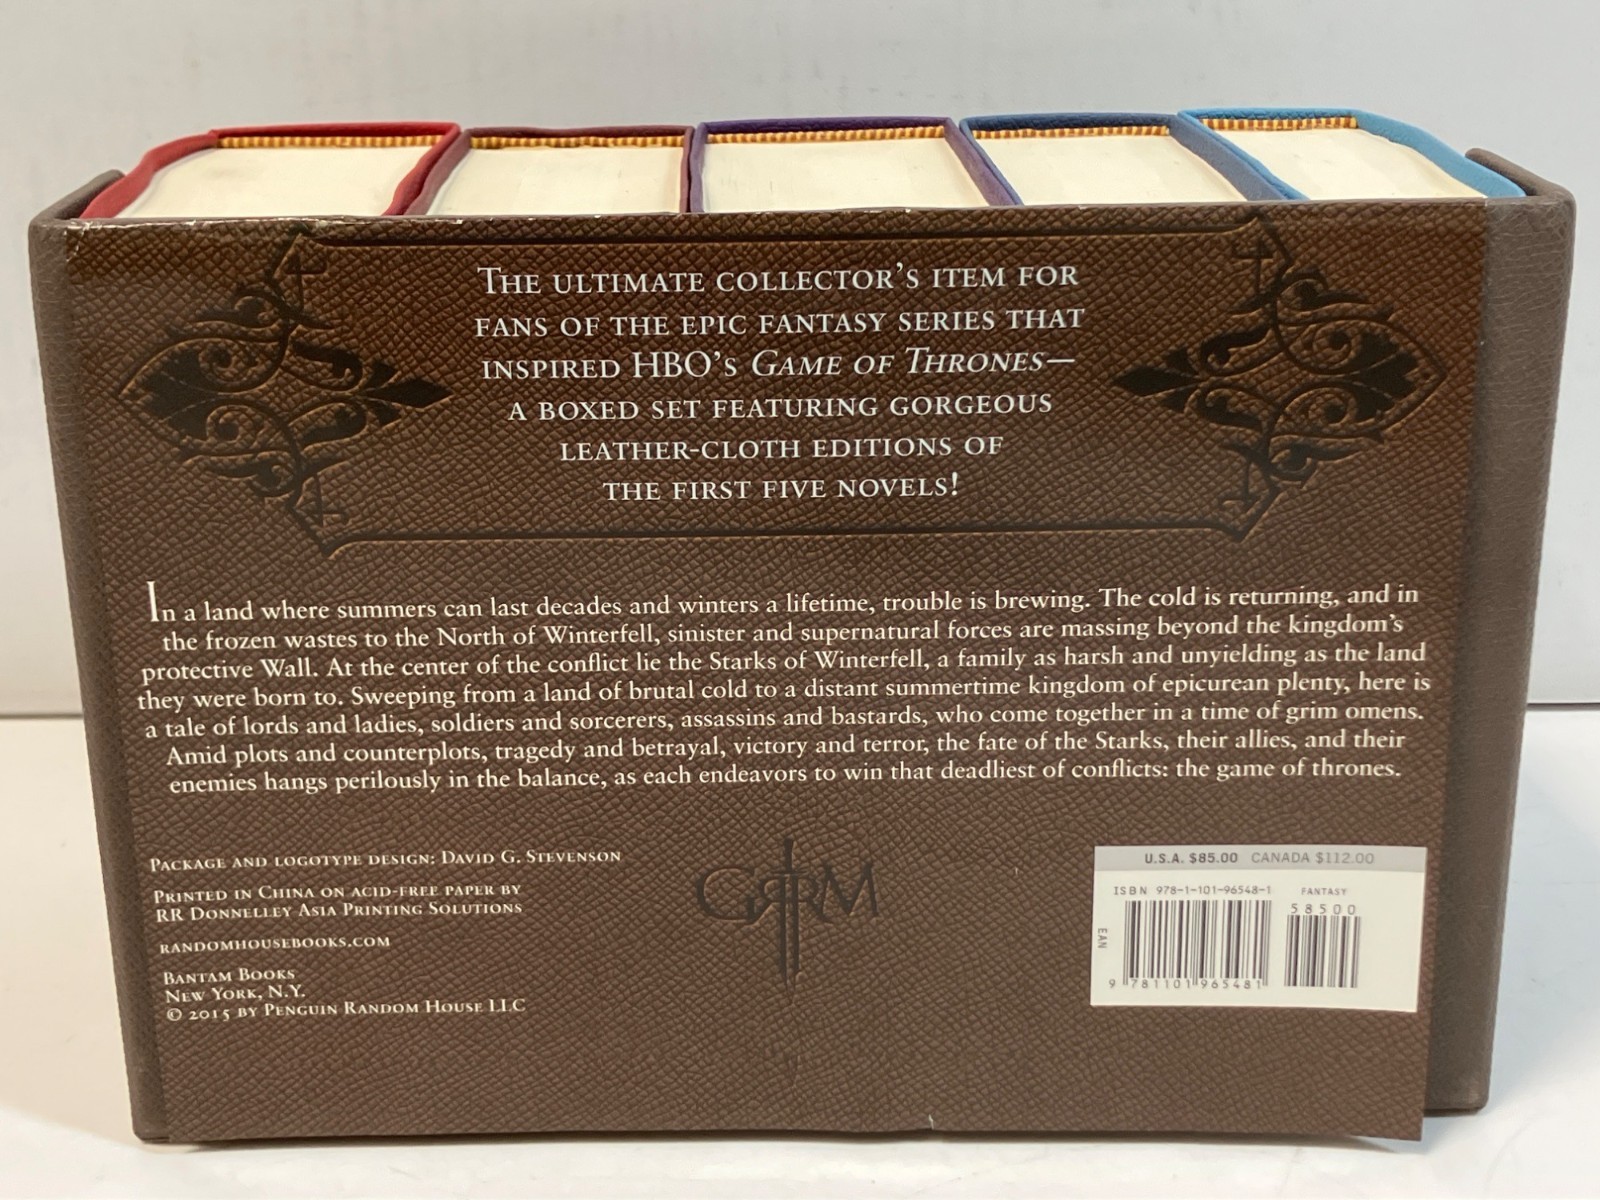 The ultimate collector's item for
fans of the epic fantasy series that
inspired HBO's Game of Thrones—
a boxed set featuring gorgeous
leather-cloth editions of
the first five novels!
In a land where summers can last decades and winters a lifetime, trouble is brewing. The cold is returning, and in
the frozen wastes to the North of Winterfell, sinister and supernatural forces are massing beyond the kingdom's
protective Wall. At the center of the conflict lie the Starks of Winterfell, a family as harsh and unyielding as the land
they were born to. Sweeping from a land of brutal cold to a distant summertime kingdom of epicurean plenty, here is
a tale of lords and ladies, soldiers and sorcerers, assassins and bastards, who come together in a time of grim omens.
Amid plots and counterplots, tragedy and betrayal, victory and terror, the fate of the Starks, their allies, and their
enemies hangs perilously in the balance, as each endeavors to win that deadliest of conflicts: the game of thrones.
Package and logotype design: David G. Stevenson
Printed in China on acid-free paper by
RR Donnelley Asia Printing Solutions
randomhousebooks.com
Bantam Books
New York, N.Y.
© 2015 by Penguin Random House LLC
GRRM
U.S.A. $85.00 CANADA $112.00
ISBN 978-1-101-96548-1 FANTASY
58500
EAN
9 781101 965481